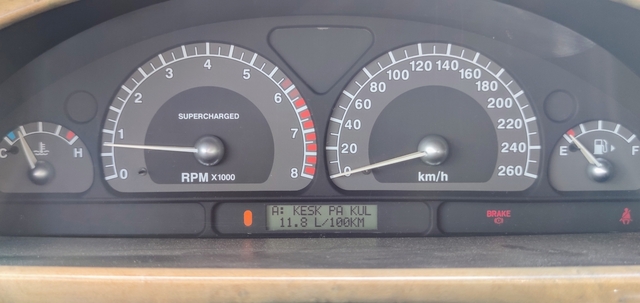 SUPERCHARGED
0 1 2 3 4 5 6 7 8
RPM X1000
0 20 40 60 80 100 120 140 160 180 200 220 240 260
km/h
C H
E F
A: KESK PA KUL
11.8 L/100KM
BRAKE